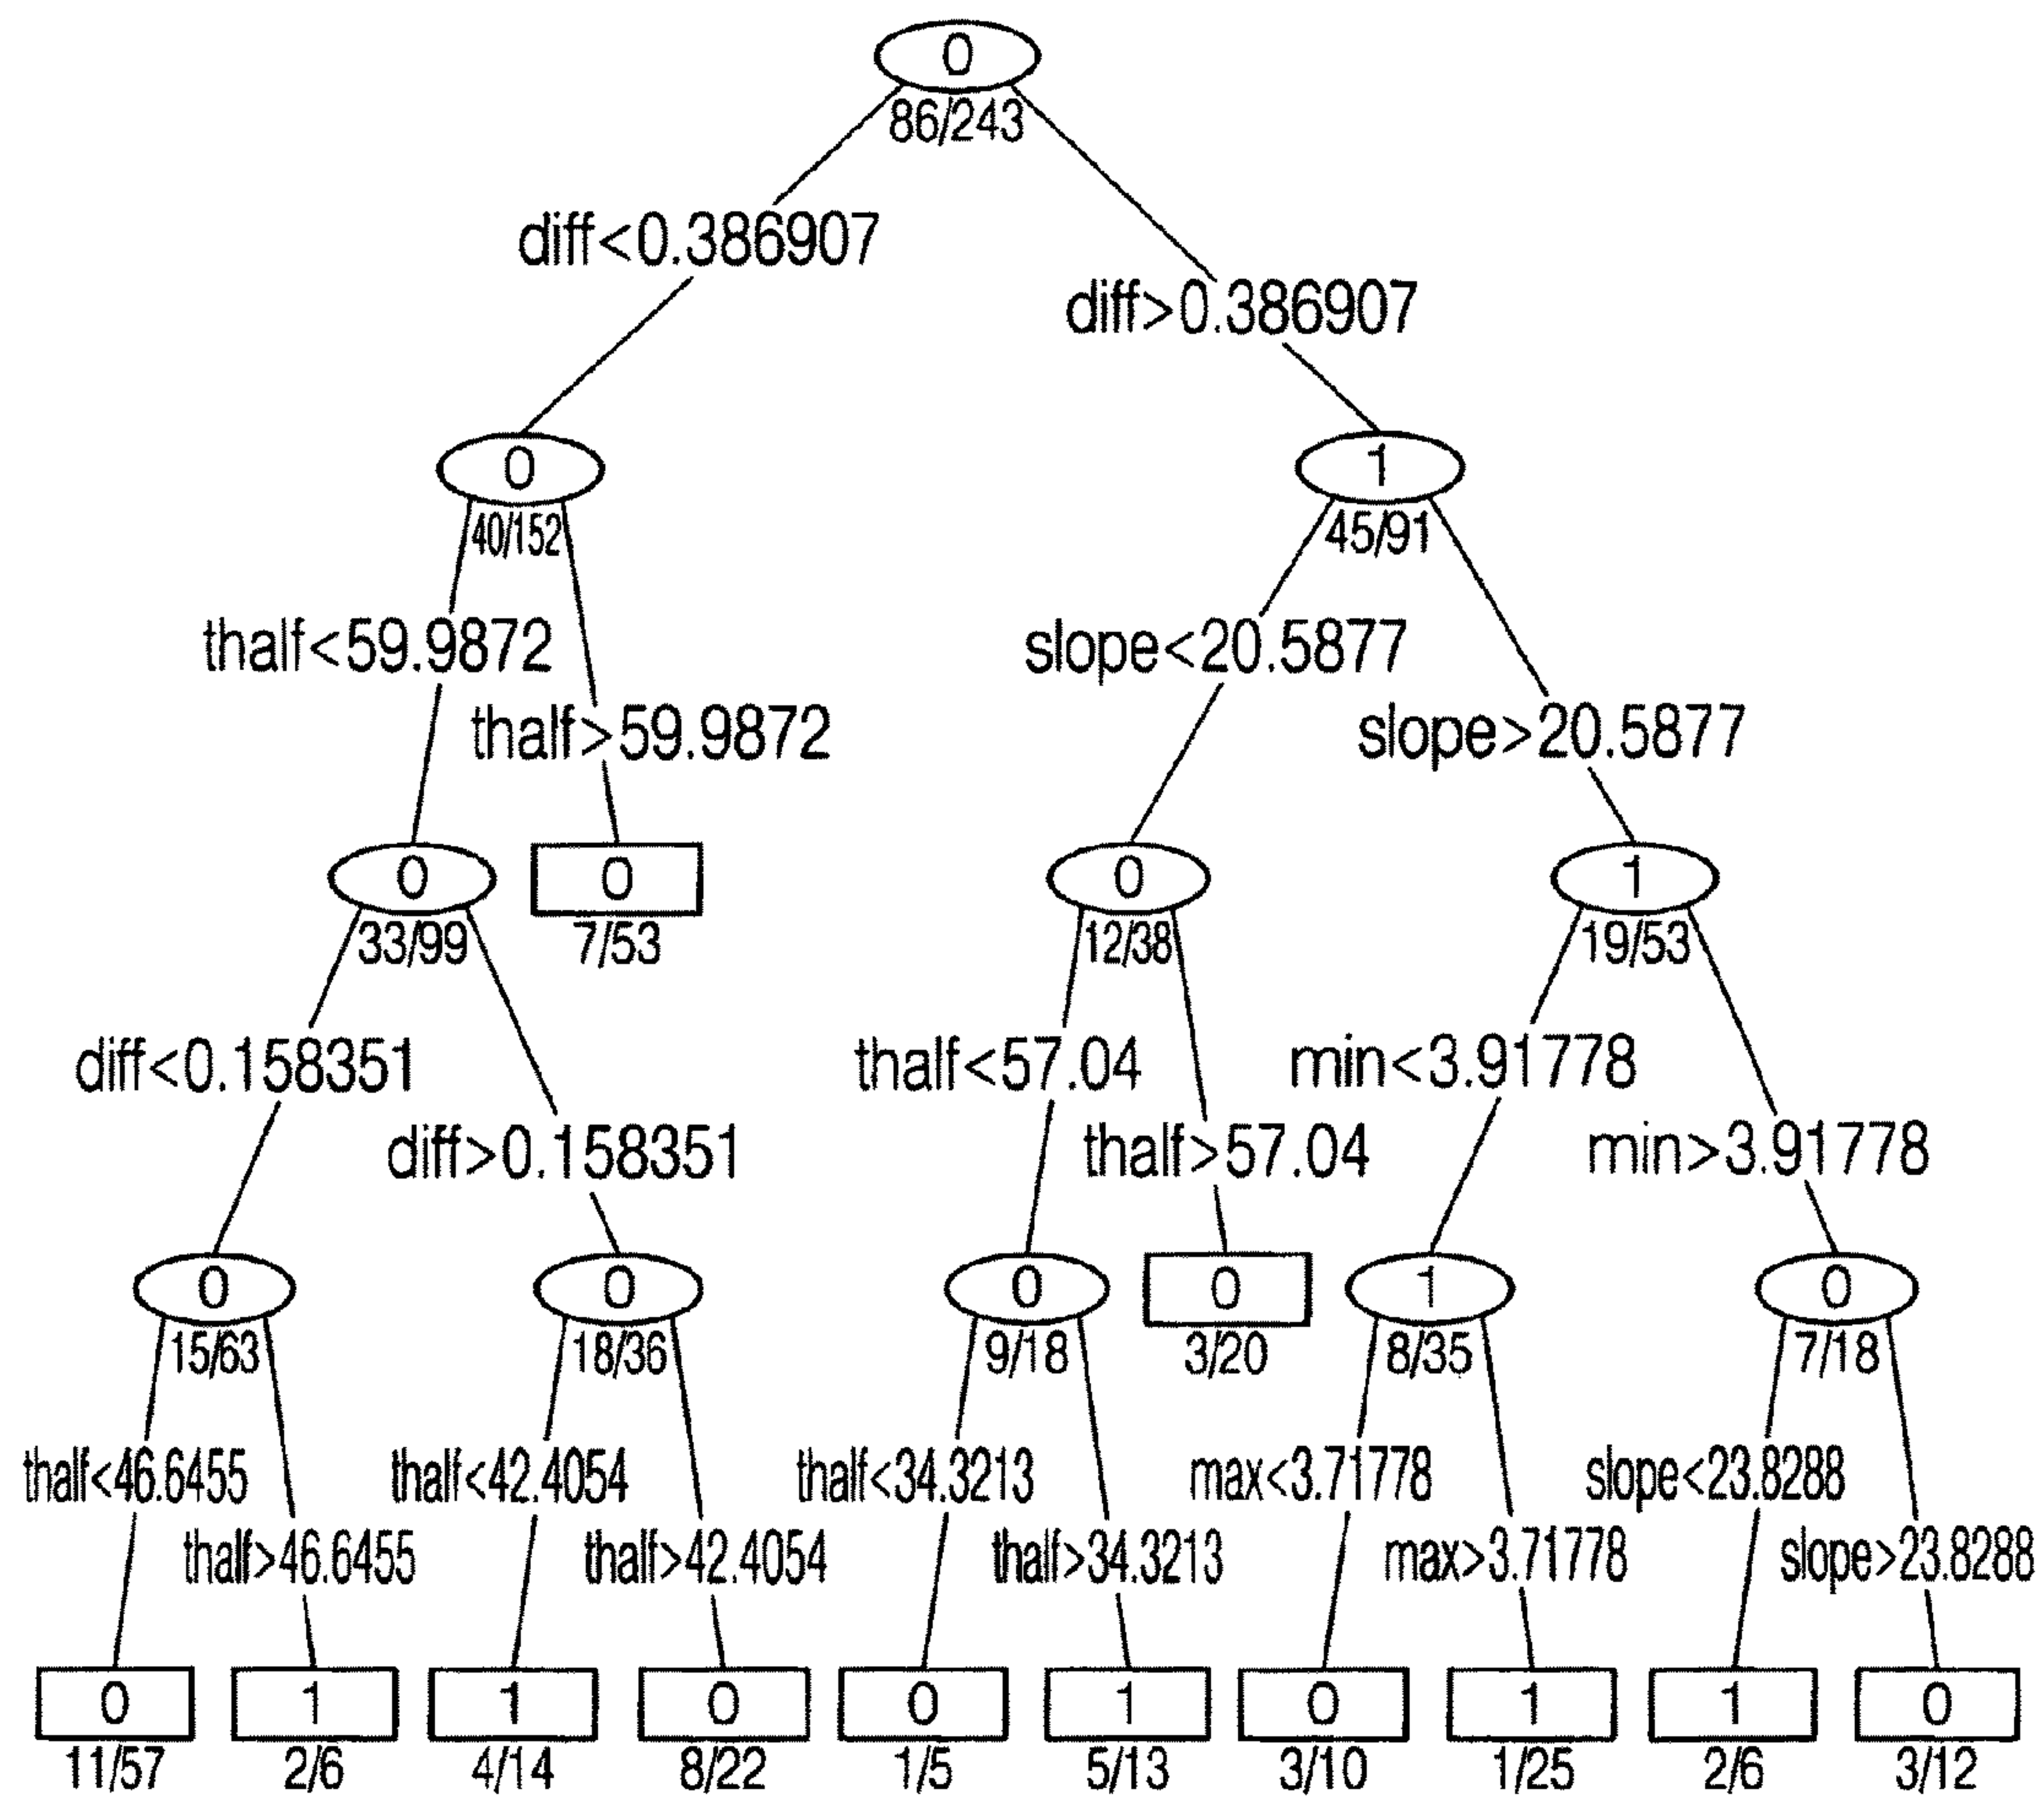 0
86/243
diff<0.386907
diff>0.386907
0
1
40/152
45/91
thalf<59.9872
slope<20.5877
thalf>59.9872
slope>20.5877
0
0
0
1
33/99
7/53
12/38
19/53
diff<0.158351
thalf<57.04
min<3.91778
diff>0.158351
thalf>57.04
min>3.91778
0
0
0
0
1
0
15/63
18/36
9/18
3/20
8/35
7/18
thalf<46.6455
thalf<42.4054
thalf<34.3213
max<3.71778
slope<23.8288
thalf>46.6455
thalf>42.4054
thalf>34.3213
max>3.71778
slope>23.8288
0
1
1
0
0
1
0
1
1
0
11/57
2/6
4/14
8/22
1/5
5/13
3/10
1/25
2/6
3/12